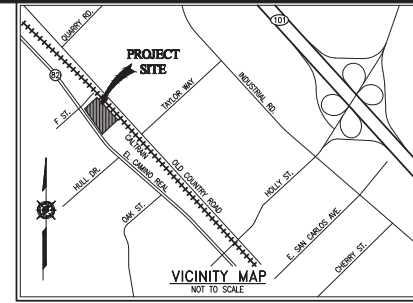 QUARRY RD.
101
PROJECT
SITE
82
TAYLOR WAY
INDUSTRIAL RD.
F ST.
CALTRAIN
OLD COUNTRY ROAD
HULL DR.
EL CAMINO REAL
HOLLY ST.
OAK ST.
E. SAN CARLOS AVE.
CHERRY ST.
VICINITY MAP
NOT TO SCALE